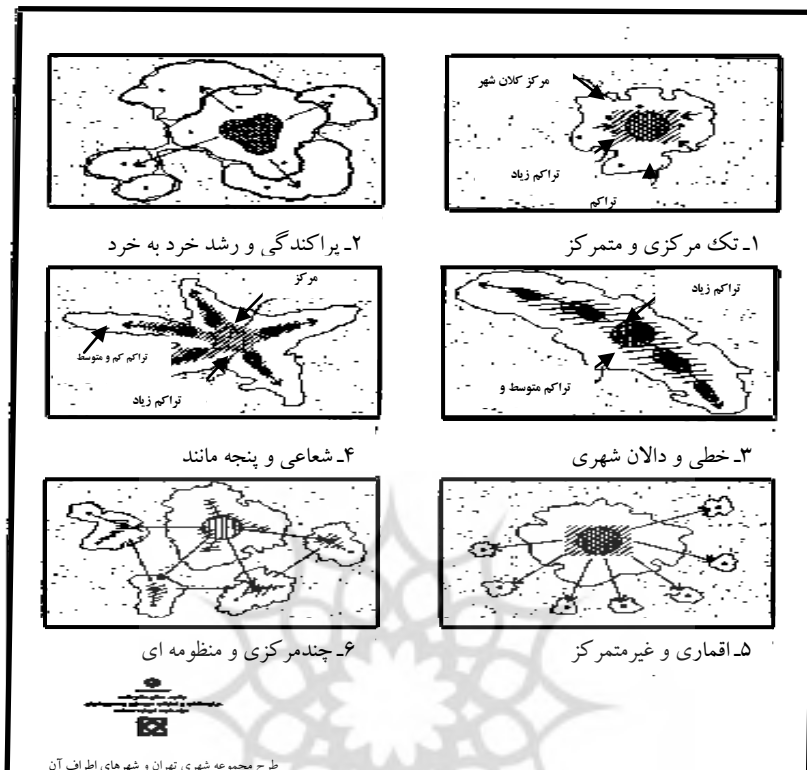 مرکز کلان شهر
تراکم زیاد
تراکم
۱ـ تک مرکزی و متمرکز
۲ـ پراکندگی و رشد خرد به خرد
تراکم زیاد
تراکم متوسط و
۳ـ خطی و دالان شهری
مرکز
تراکم کم و متوسط
تراکم زیاد
۴ـ شعاعی و پنجه مانند
۵ـ اقماری و غیرمتمرکز
۶ـ چندمرکزی و منظومه ای
طرح مجموعه شهری تهران و شهرهای اطراف آن